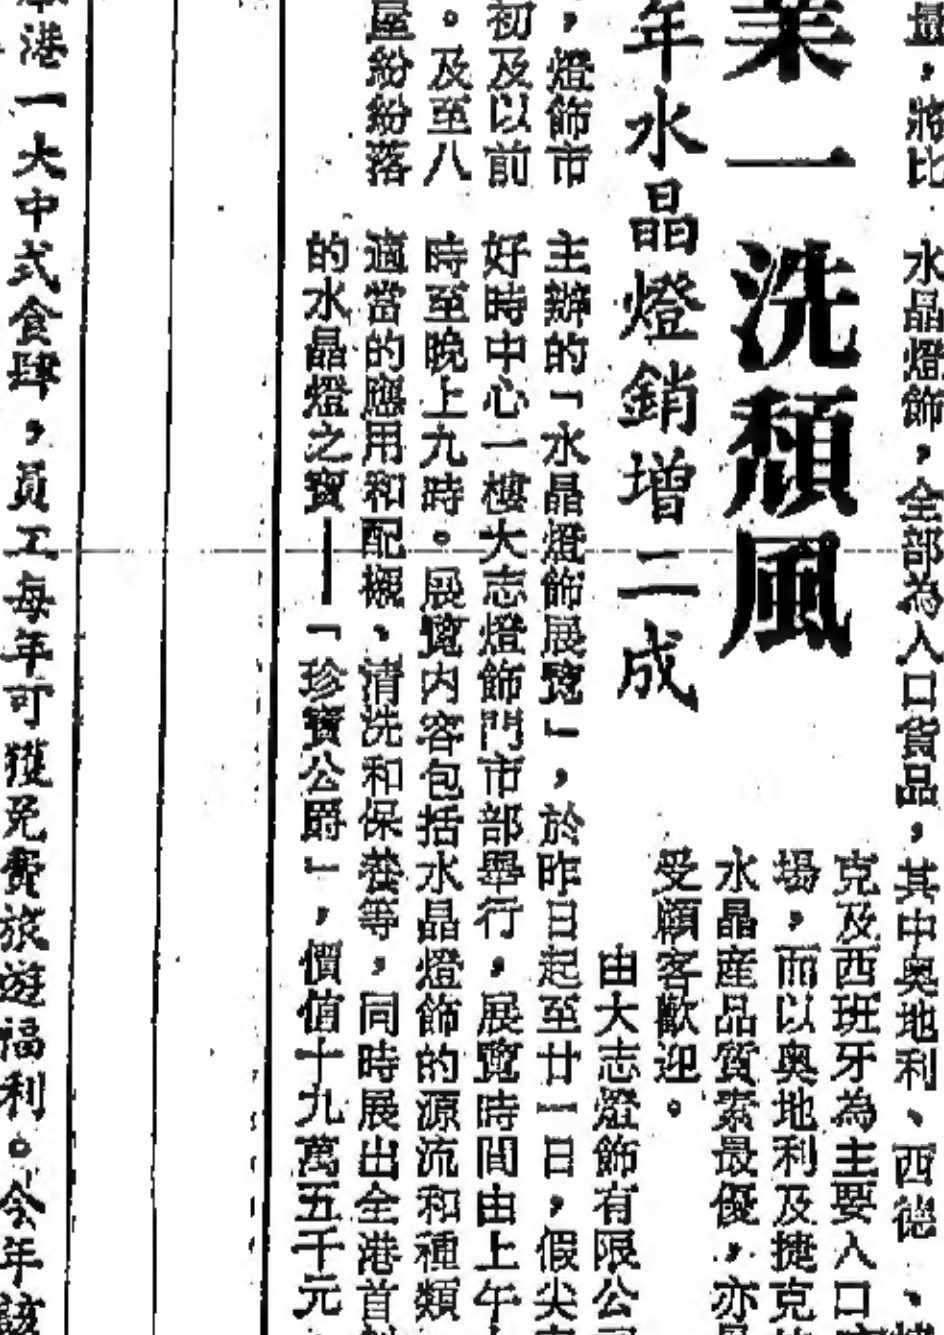 量，將比
水晶燈飾，全部為入口貨品，其中奧地利、西德、
克及西班牙為主要入口
場，而以奧地利及捷克
水晶產品質素最優，亦
受顧客歡迎。
業一洗頹風
年水晶燈銷增二成
由大志燈飾有限公
，燈飾市
初及以前
。及至八
屋紛紛落
主辦的「水晶燈飾展覽」，於昨日起至廿一日，假尖
好時中心一樓大志燈飾門市部舉行，展覽時間由上午
時至晚上九時。展覽內容包括水晶燈飾的源流和種類
適當的應用和配襯、清洗和保養等，同時展出全港首
的水晶燈之寶——「珍寶公爵」，價值十九萬五千元
港一大中式食肆，員工每年可獲免費旅遊福利。今年該